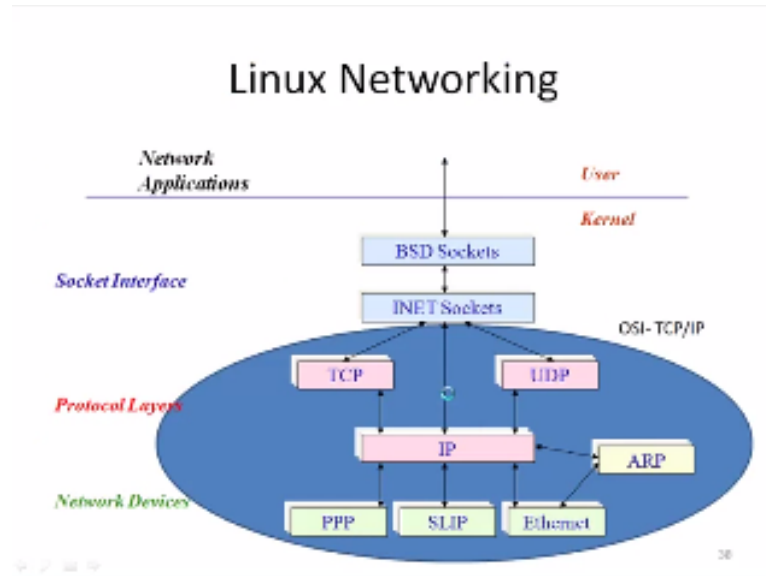 Linux Networking
Network
Applications
User
Kernel
BSD Sockets
Socket Interface
INET Sockets
OSI- TCP/IP
TCP
UDP
Protocol Layers
IP
ARP
Network Devices
PPP
SLIP
Ethernet
30